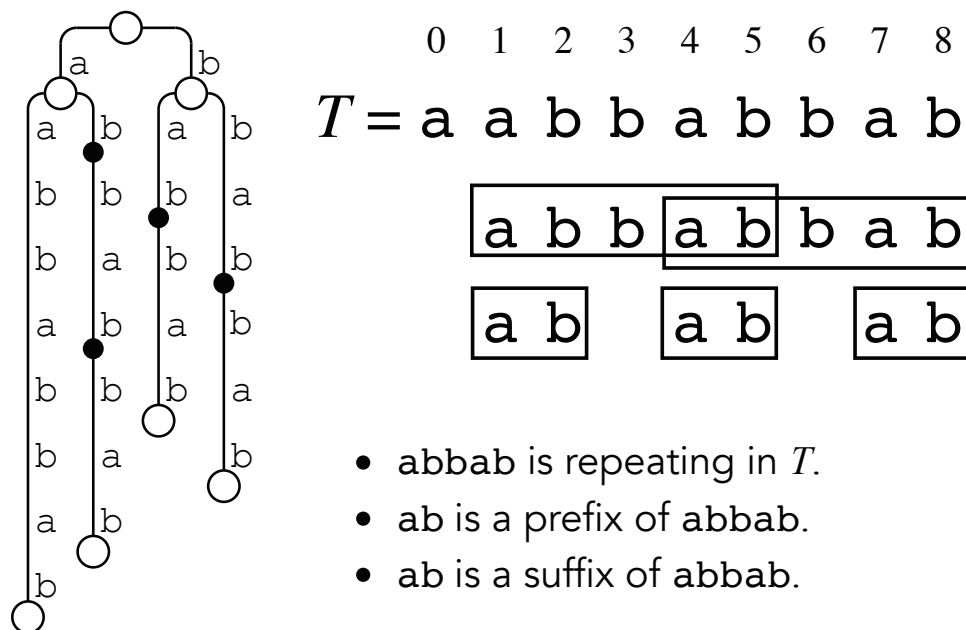 0 1 2 3 4 5 6 7 8
T = a a b b a b b a b
a b b a b b a b
a b a b a b
• abbab is repeating in T.
• ab is a prefix of abbab.
• ab is a suffix of abbab.
a b
a b a b
b b b a
b a b b
a b a b
b b b a
b a b
a b
b